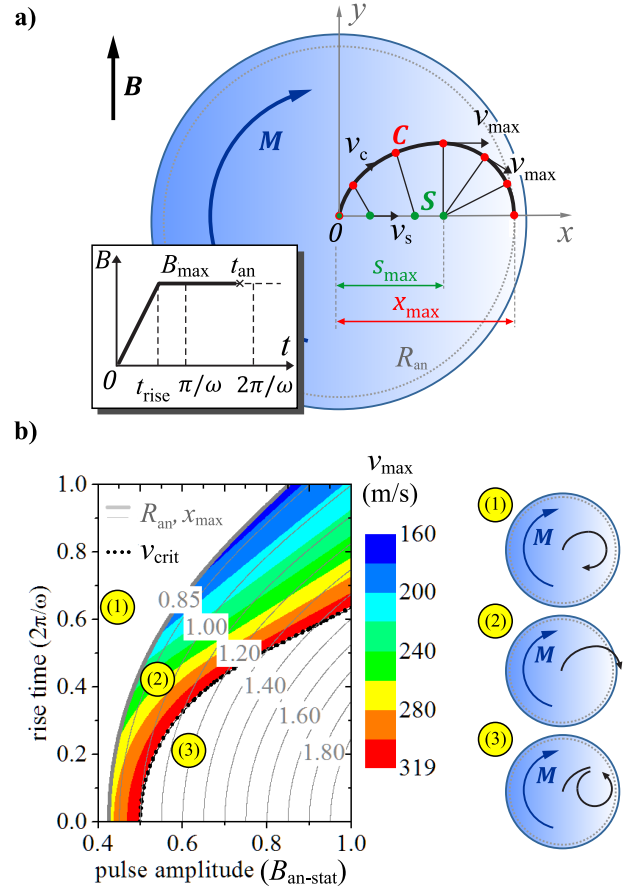 a)
y
B
M
C
v_max
v_c
v_max
S
0
v_s
x
B
B_max
t_an
s_max
x_max
t
R_an
0
t_rise
π/ω
2π/ω
b)
v_max
(m/s)
1.0
R_an, x_max
v_crit
160
(1)
M
0.8
200
(1)
0.85
0.6
1.00
240
(2)
M
rise time (2π/ω)
1.20
0.4
(2)
1.40
280
(3)
1.60
(3)
M
0.2
1.80
319
0.0
0.4
0.6
0.8
1.0
pulse amplitude (B_an-stat)